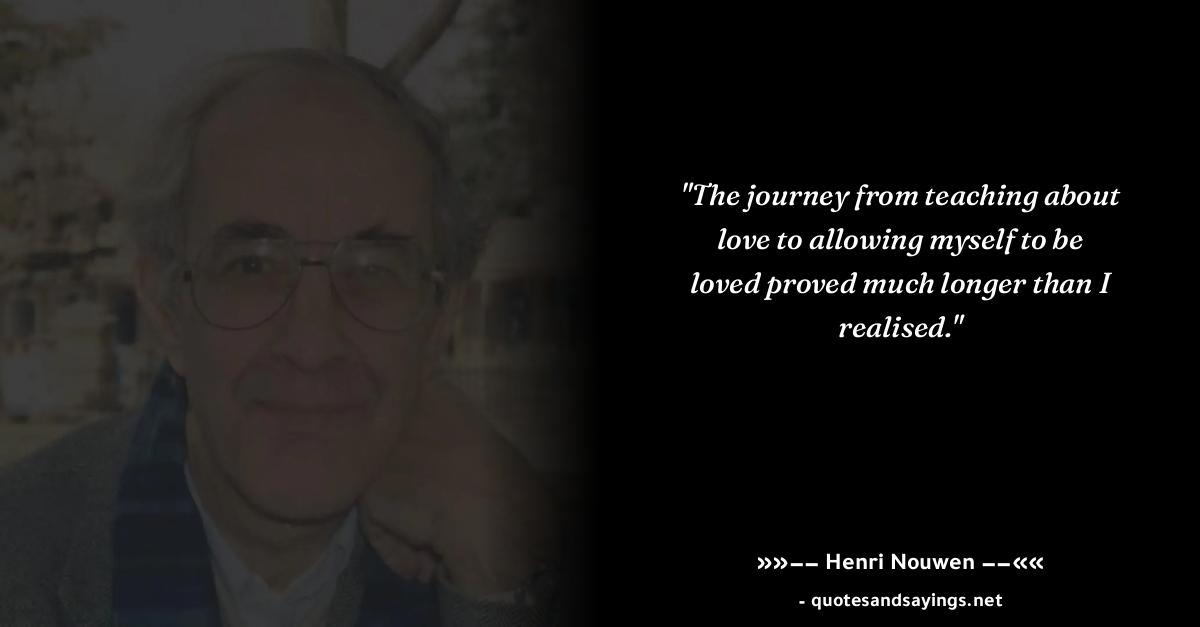 "The journey from teaching about
love to allowing myself to be
loved proved much longer than I
realised."
»»−− Henri Nouwen −−««
- quotesandsayings.net